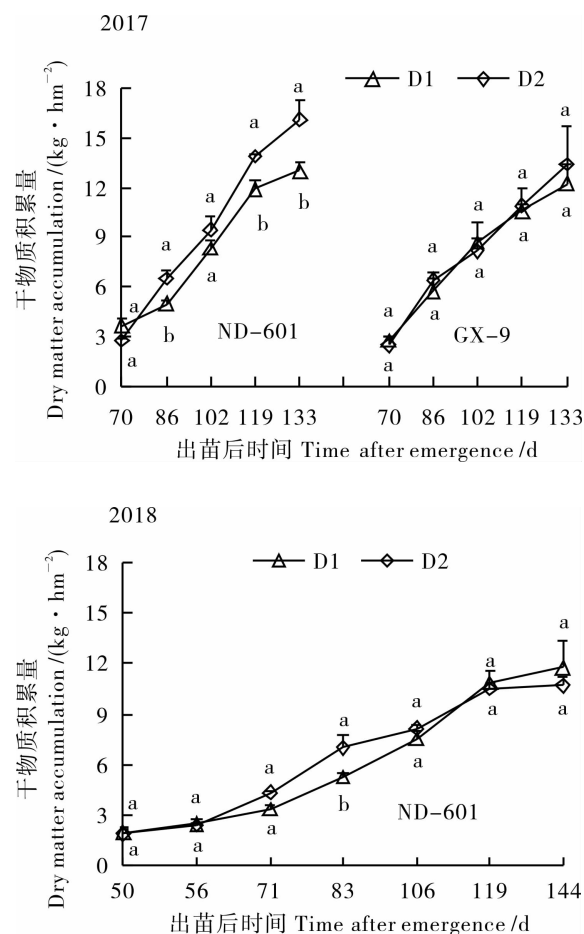 2017
D1 D2
18
15
12
9
6
3
0
干物质积累量
Dry matter accumulation /(kg·hm⁻²)
a a a a a
a b a b b
ND-601
a a a a a
a a a a
GX-9
70 86 102 119 133 70 86 102 119 133
出苗后时间 Time after emergence /d
2018
D1 D2
18
15
12
9
6
3
0
干物质积累量
Dry matter accumulation /(kg·hm⁻²)
a a a a a a a
a a a b a a a
ND-601
50 56 71 83 106 119 144
出苗后时间 Time after emergence /d